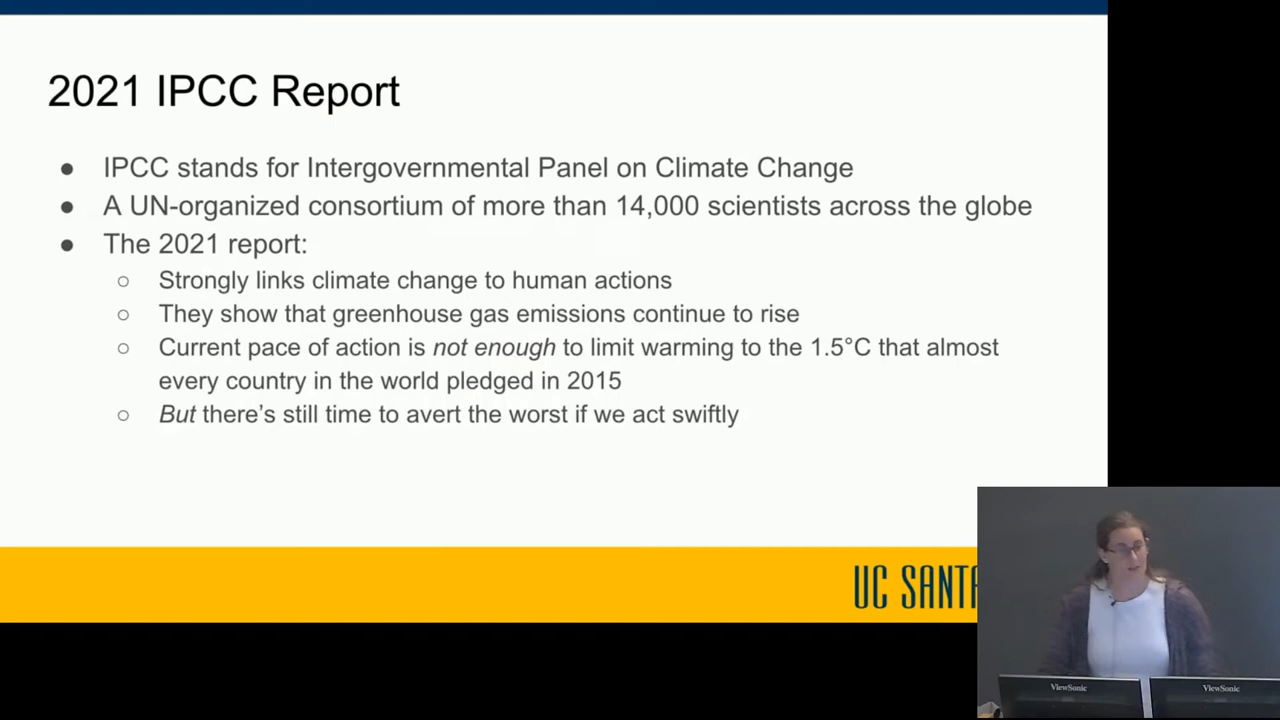 2021 IPCC Report
● IPCC stands for Intergovernmental Panel on Climate Change
● A UN-organized consortium of more than 14,000 scientists across the globe
● The 2021 report:
○ Strongly links climate change to human actions
○ They show that greenhouse gas emissions continue to rise
○ Current pace of action is not enough to limit warming to the 1.5°C that almost
every country in the world pledged in 2015
○ But there's still time to avert the worst if we act swiftly
UC SANTA
ViewSonic
ViewSonic